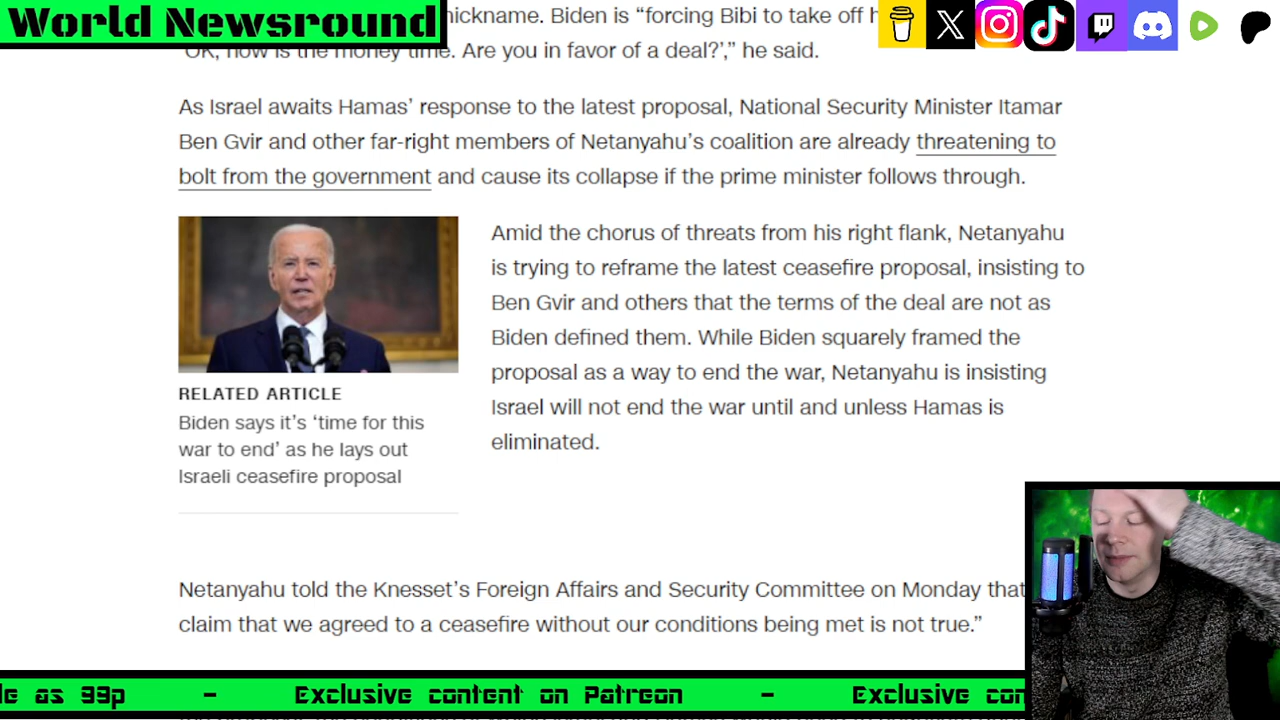 World Newsround
nickname. Biden is “forcing Bibi to take off h
‘OK, now is the money time. Are you in favor of a deal?’,” he said.
As Israel awaits Hamas’ response to the latest proposal, National Security Minister Itamar
Ben Gvir and other far-right members of Netanyahu’s coalition are already threatening to
bolt from the government and cause its collapse if the prime minister follows through.
Amid the chorus of threats from his right flank, Netanyahu
is trying to reframe the latest ceasefire proposal, insisting to
Ben Gvir and others that the terms of the deal are not as
Biden defined them. While Biden squarely framed the
proposal as a way to end the war, Netanyahu is insisting
Israel will not end the war until and unless Hamas is
eliminated.
RELATED ARTICLE
Biden says it’s ‘time for this
war to end’ as he lays out
Israeli ceasefire proposal
Netanyahu told the Knesset’s Foreign Affairs and Security Committee on Monday that
claim that we agreed to a ceasefire without our conditions being met is not true.”
le as 99p - Exclusive content on Patreon - Exclusive con